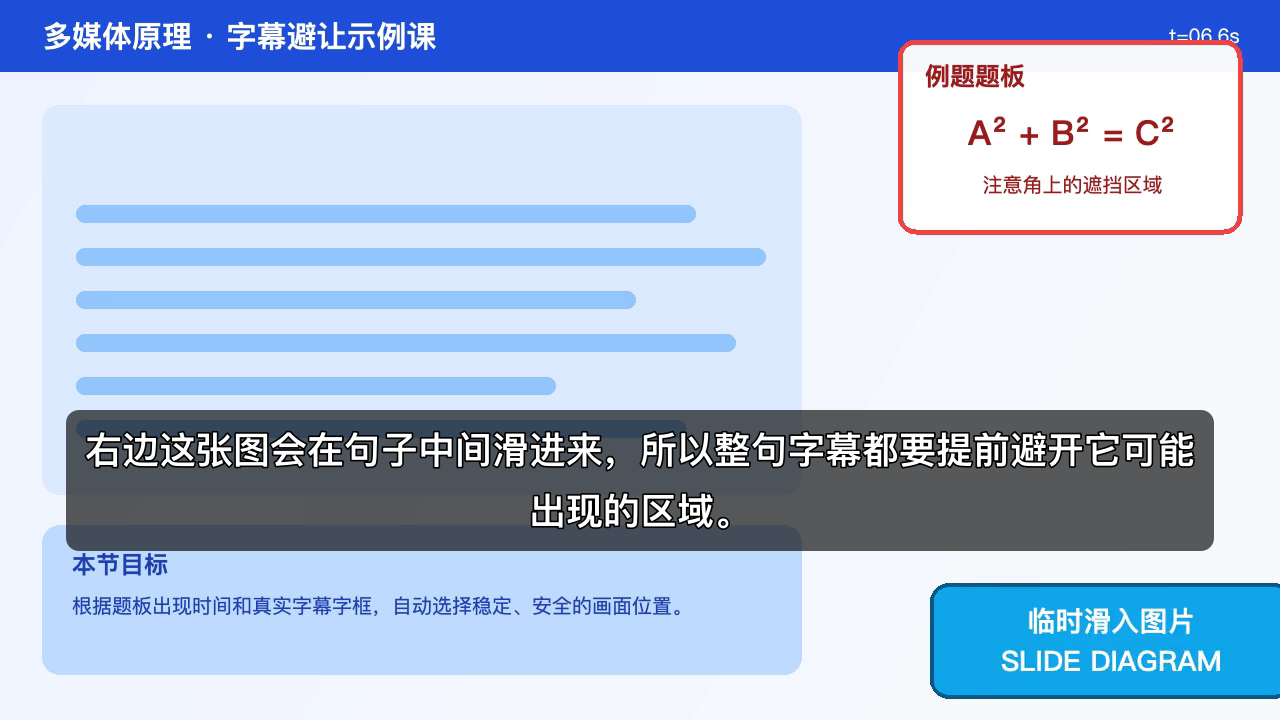 多媒体原理 · 字幕避让示例课
t=06.6s
例题题板
A² + B² = C²
注意角上的遮挡区域
右边这张图会在句子中间滑进来，所以整句字幕都要提前避开它可能
出现的区域。
本节目标
根据题板出现时间和真实字幕字框，自动选择稳定、安全的画面位置。
临时滑入图片
SLIDE DIAGRAM